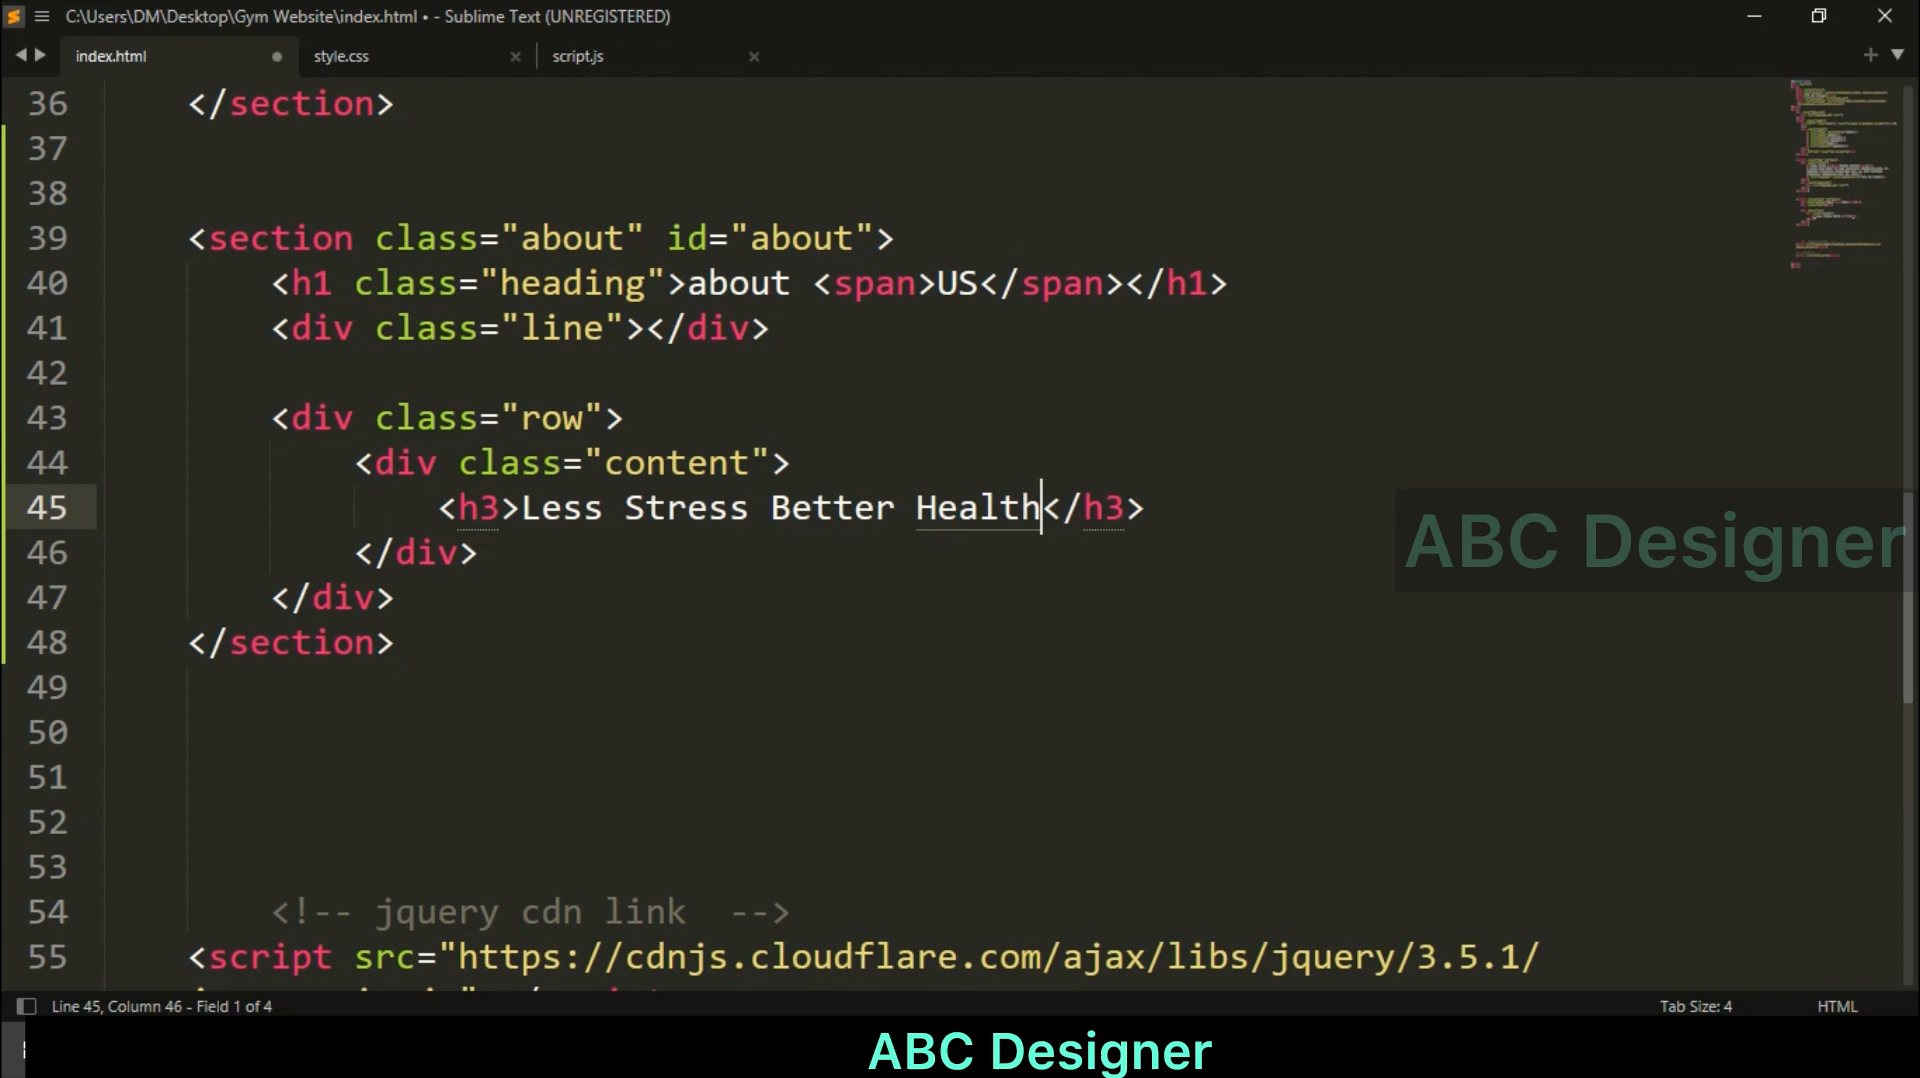 C:\Users\DM\Desktop\Gym Website\index.html • - Sublime Text (UNREGISTERED)
index.html style.css script.js
36 </section>
37
38
39 <section class="about" id="about">
40 <h1 class="heading">about <span>US</span></h1>
41 <div class="line"></div>
42
43 <div class="row">
44 <div class="content">
45 <h3>Less Stress Better Health</h3>
ABC Designer
46 </div>
47 </div>
48 </section>
49
50
51
52
53
54 <!-- jquery cdn link -->
55 <script src="https://cdnjs.cloudflare.com/ajax/libs/jquery/3.5.1/
Line 45, Column 46 - Field 1 of 4 Tab Size: 4 HTML
ABC Designer